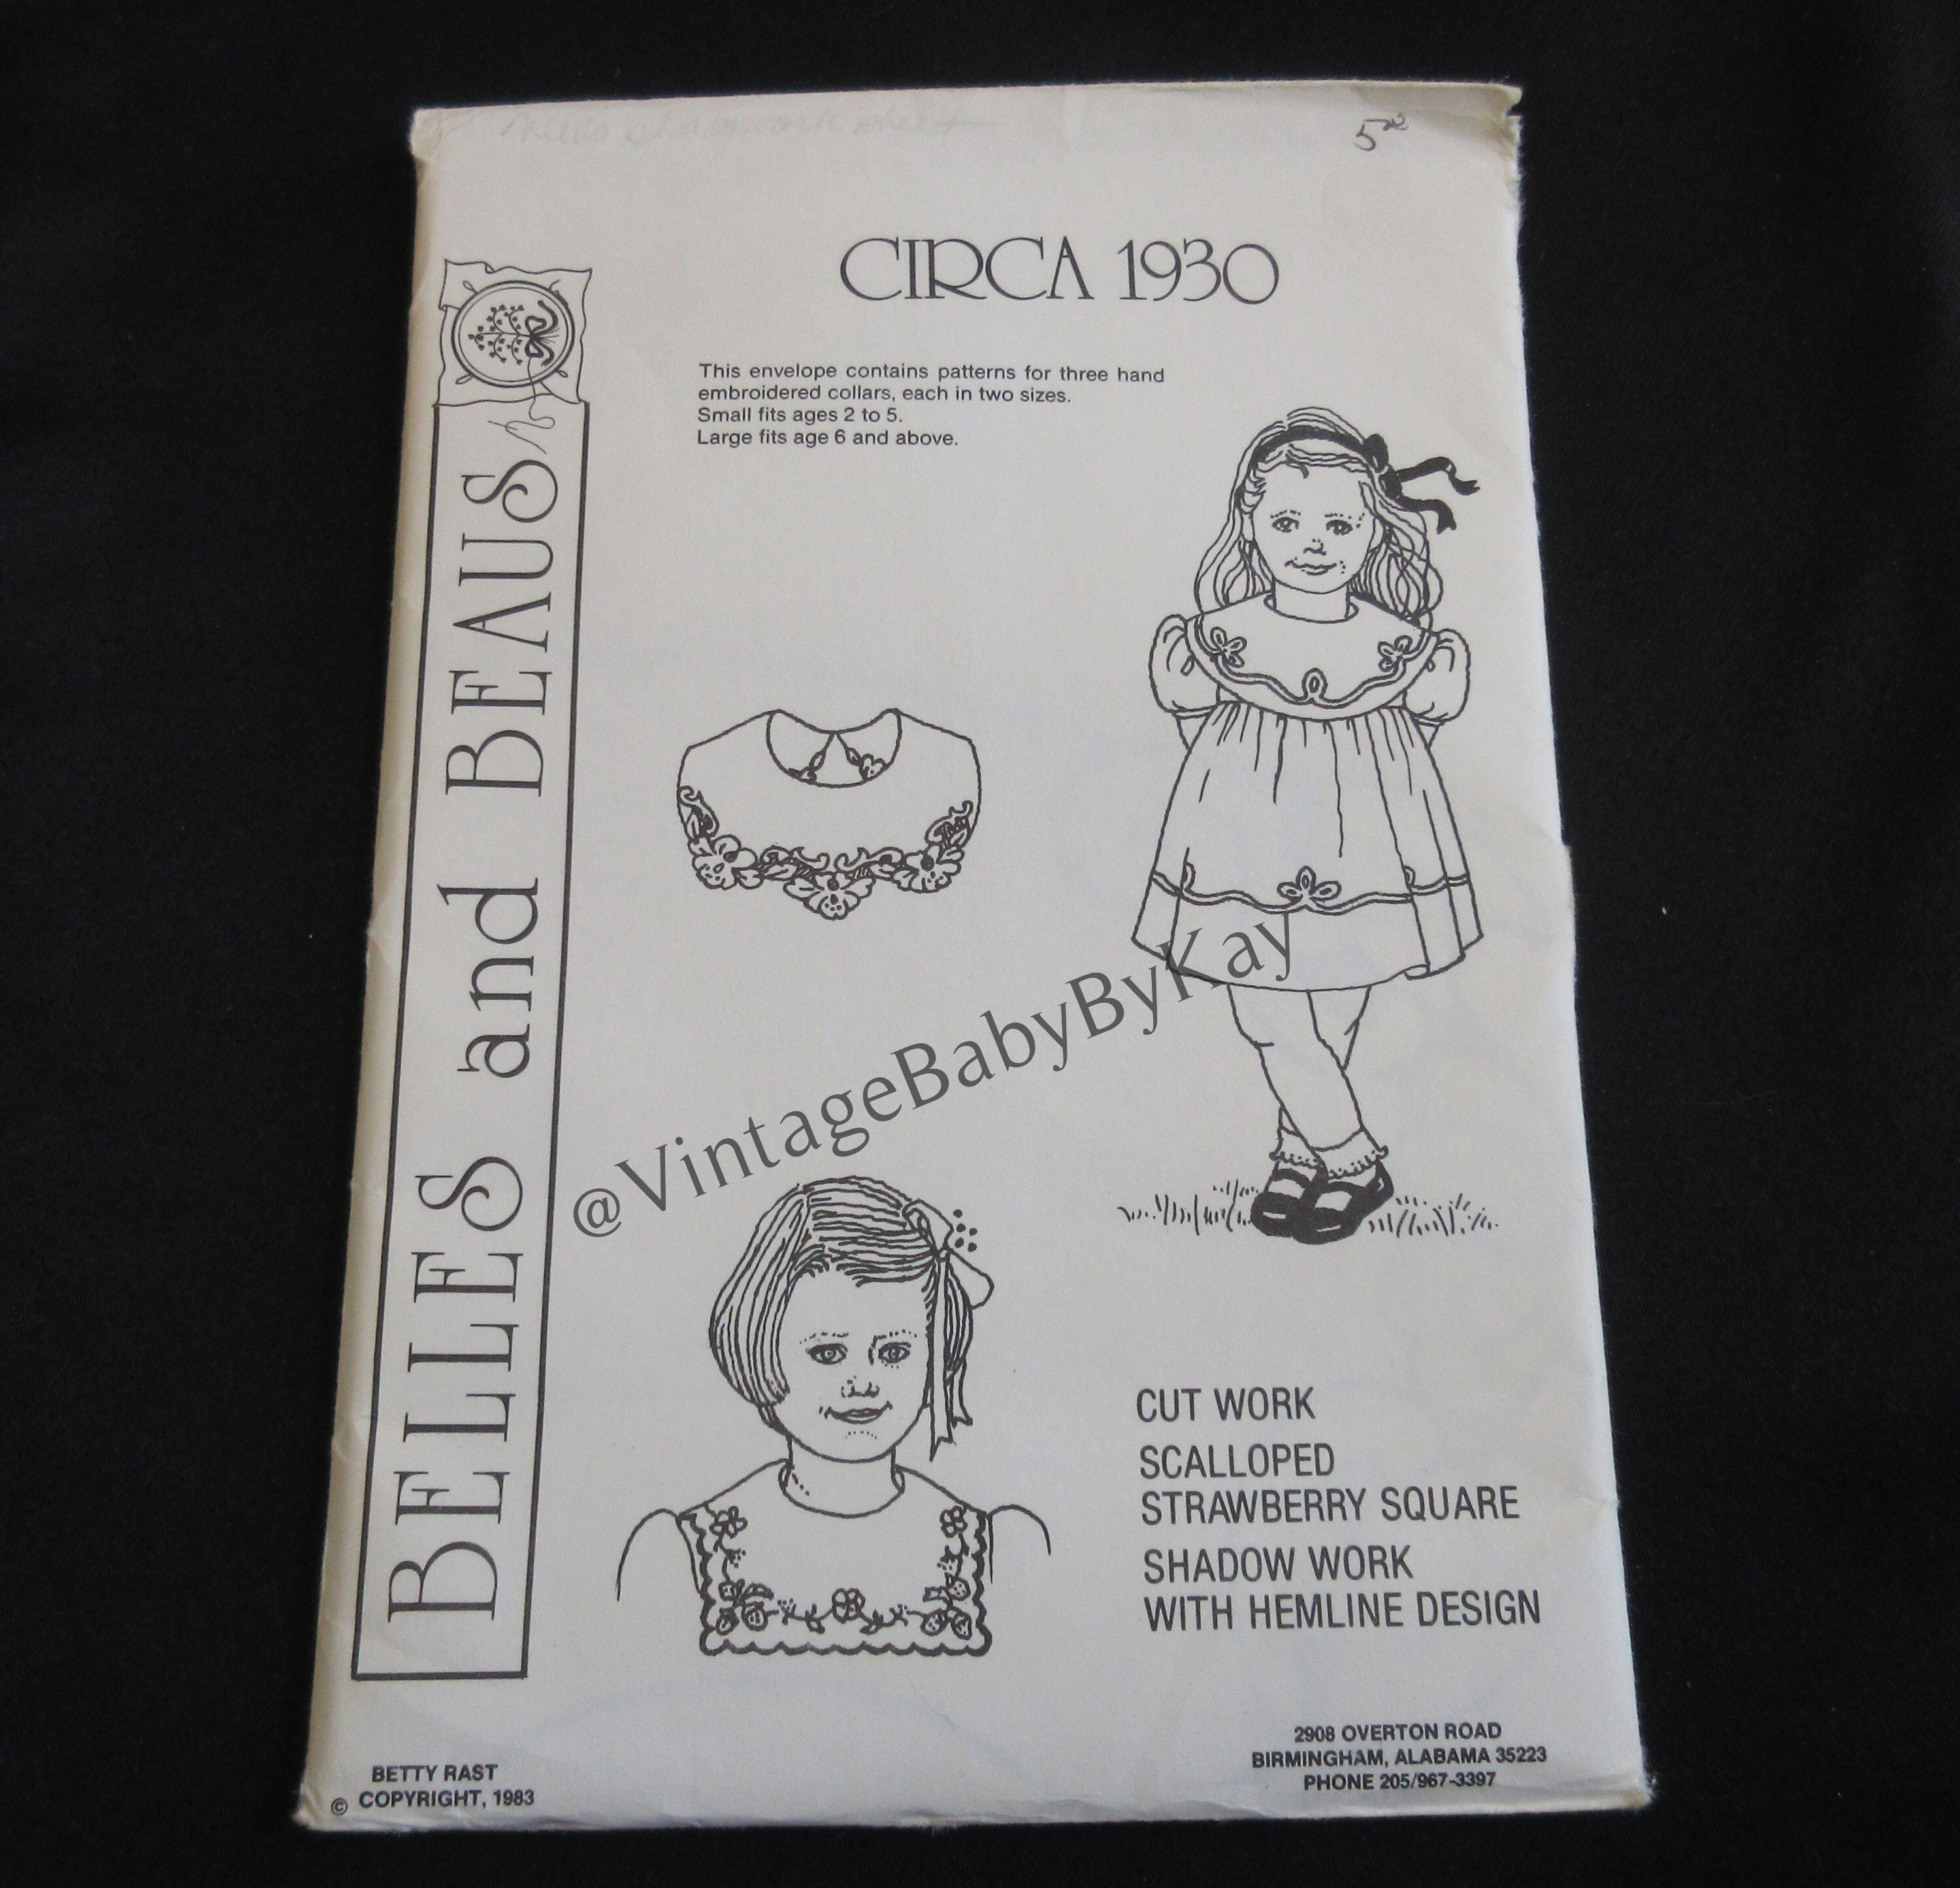 5
CIRCA 1930
This envelope contains patterns for three hand
embroidered collars, each in two sizes.
Small fits ages 2 to 5.
Large fits age 6 and above.
BELLES and BEAUS
@VintageBabyByKay
CUT WORK
SCALLOPED
STRAWBERRY SQUARE
SHADOW WORK
WITH HEMLINE DESIGN
BETTY RAST
© COPYRIGHT, 1983
2908 OVERTON ROAD
BIRMINGHAM, ALABAMA 35223
PHONE 205/967-3397